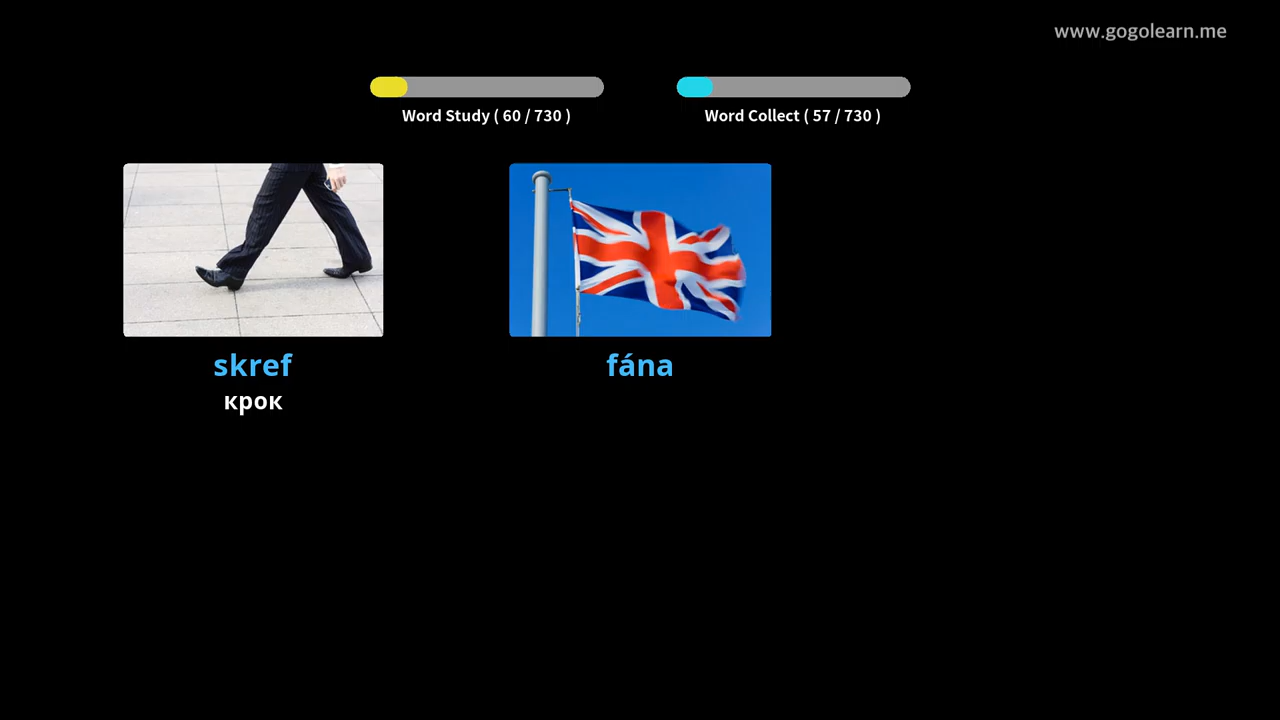 www.gogolearn.me
Word Study ( 60 / 730 )
Word Collect ( 57 / 730 )
skref
крок
fána